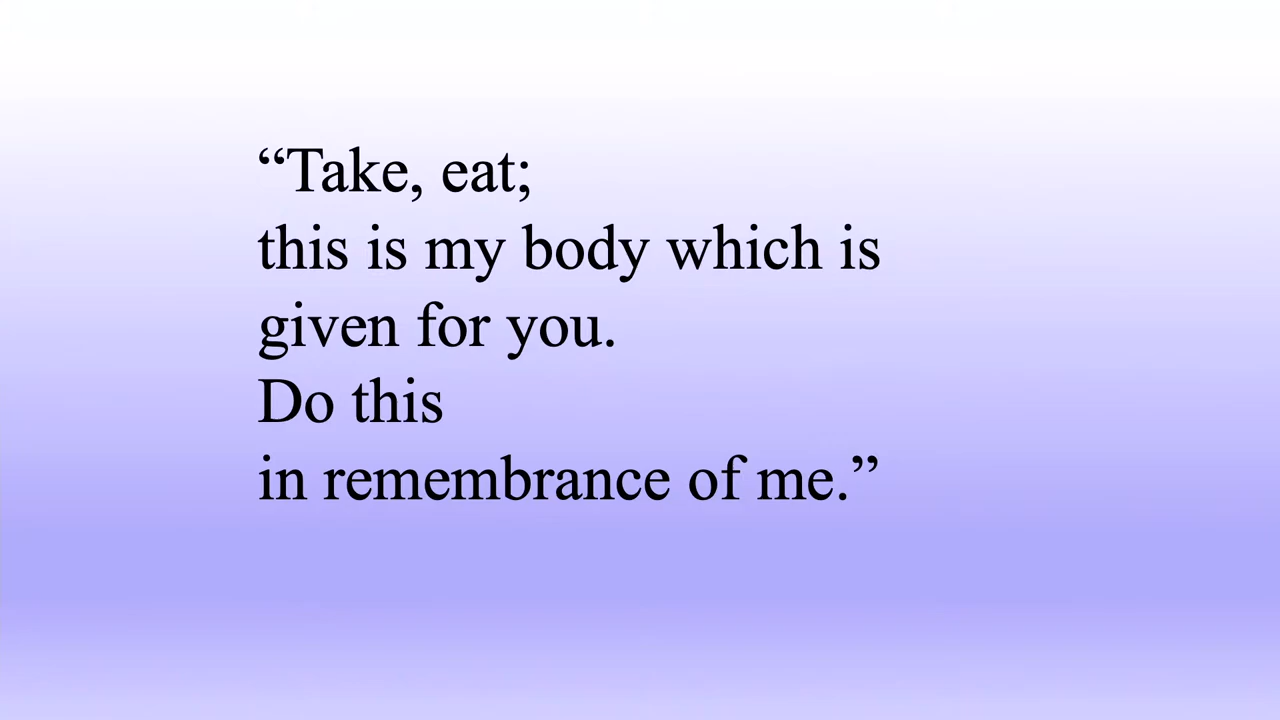 “Take, eat;
this is my body which is
given for you.
Do this
in remembrance of me.”